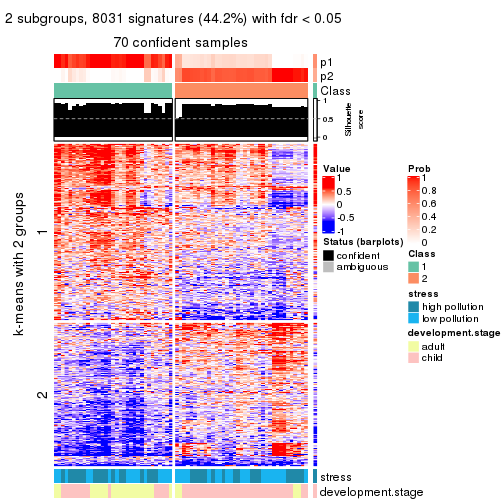 2 subgroups, 8031 signatures (44.2%) with fdr < 0.05
70 confident samples
p1
p2
Class
1
0.5
0
Silhouette
score
k-means with 2 groups
1
2
stress
development.stage
Value
1
0.5
0
-0.5
-1
Status (barplots)
confident
ambiguous
Prob
1
0.8
0.6
0.4
0.2
0
Class
1
2
stress
high pollution
low pollution
development.stage
adult
child